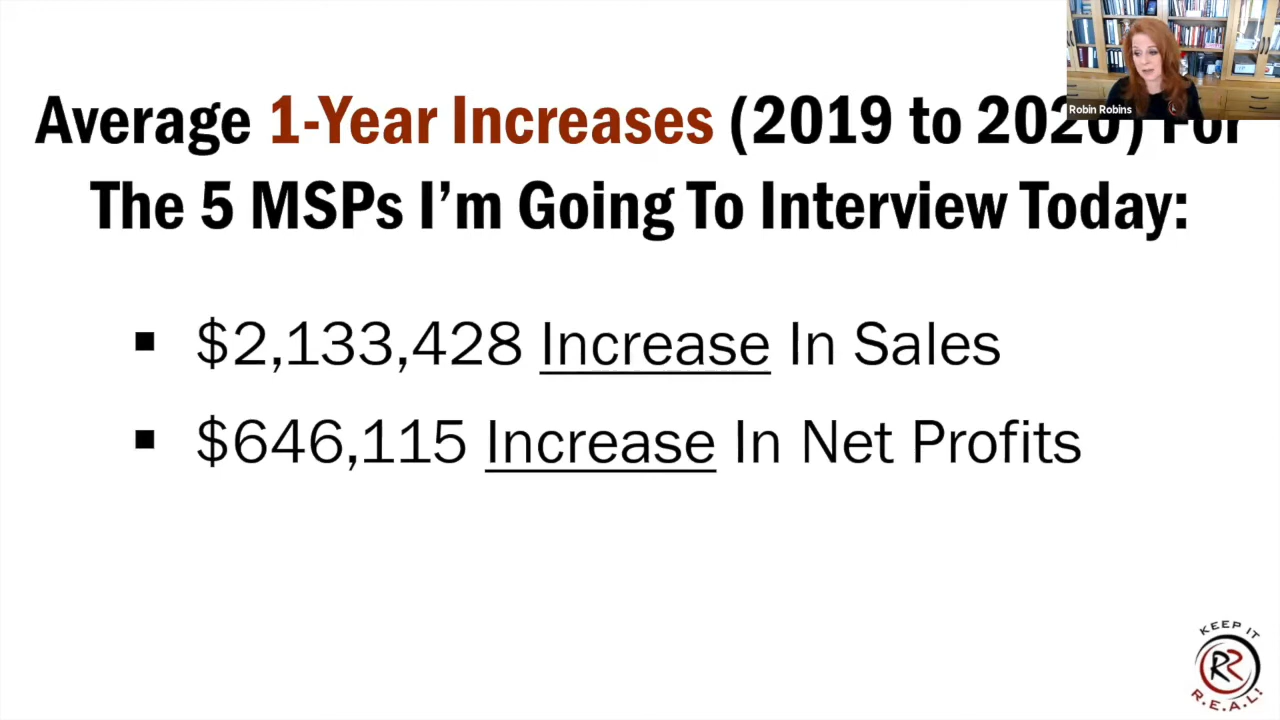 Average 1-Year Increases (2019 to 2020) For
The 5 MSPs I'm Going To Interview Today:
Robin Robins
▪ $2,133,428 Increase In Sales
▪ $646,115 Increase In Net Profits
KEEP IT
RR
R.E.A.L!